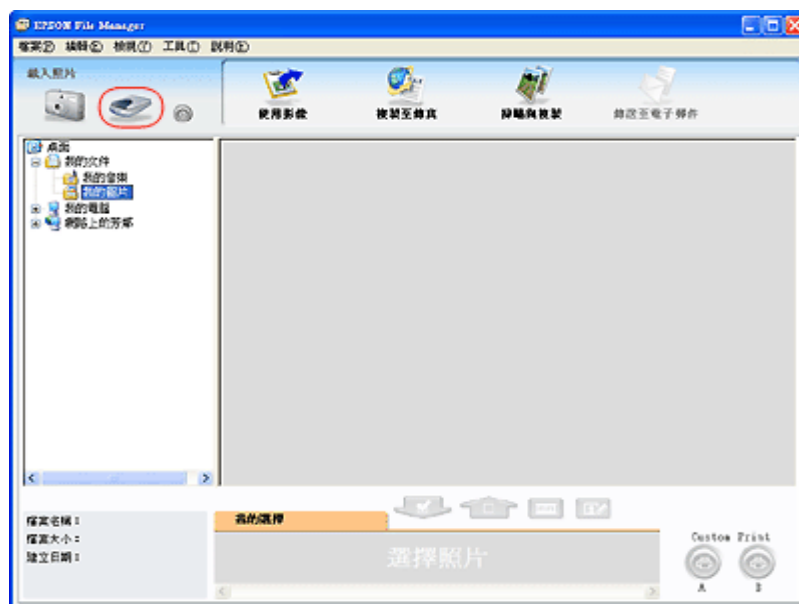 EPSON File Manager
檔案(F) 編輯(E) 檢視(V) 工具(T) 説明(H)
載入照片
使用影像 複製至傳真 掃瞄與複製 傳送至電子郵件
桌面
我的文件
我的音樂
我的圖片
我的電腦
網路上的芳鄰
檔案名稱：
檔案大小：
建立日期：
我的選擇
選擇照片
Custom Print
A B